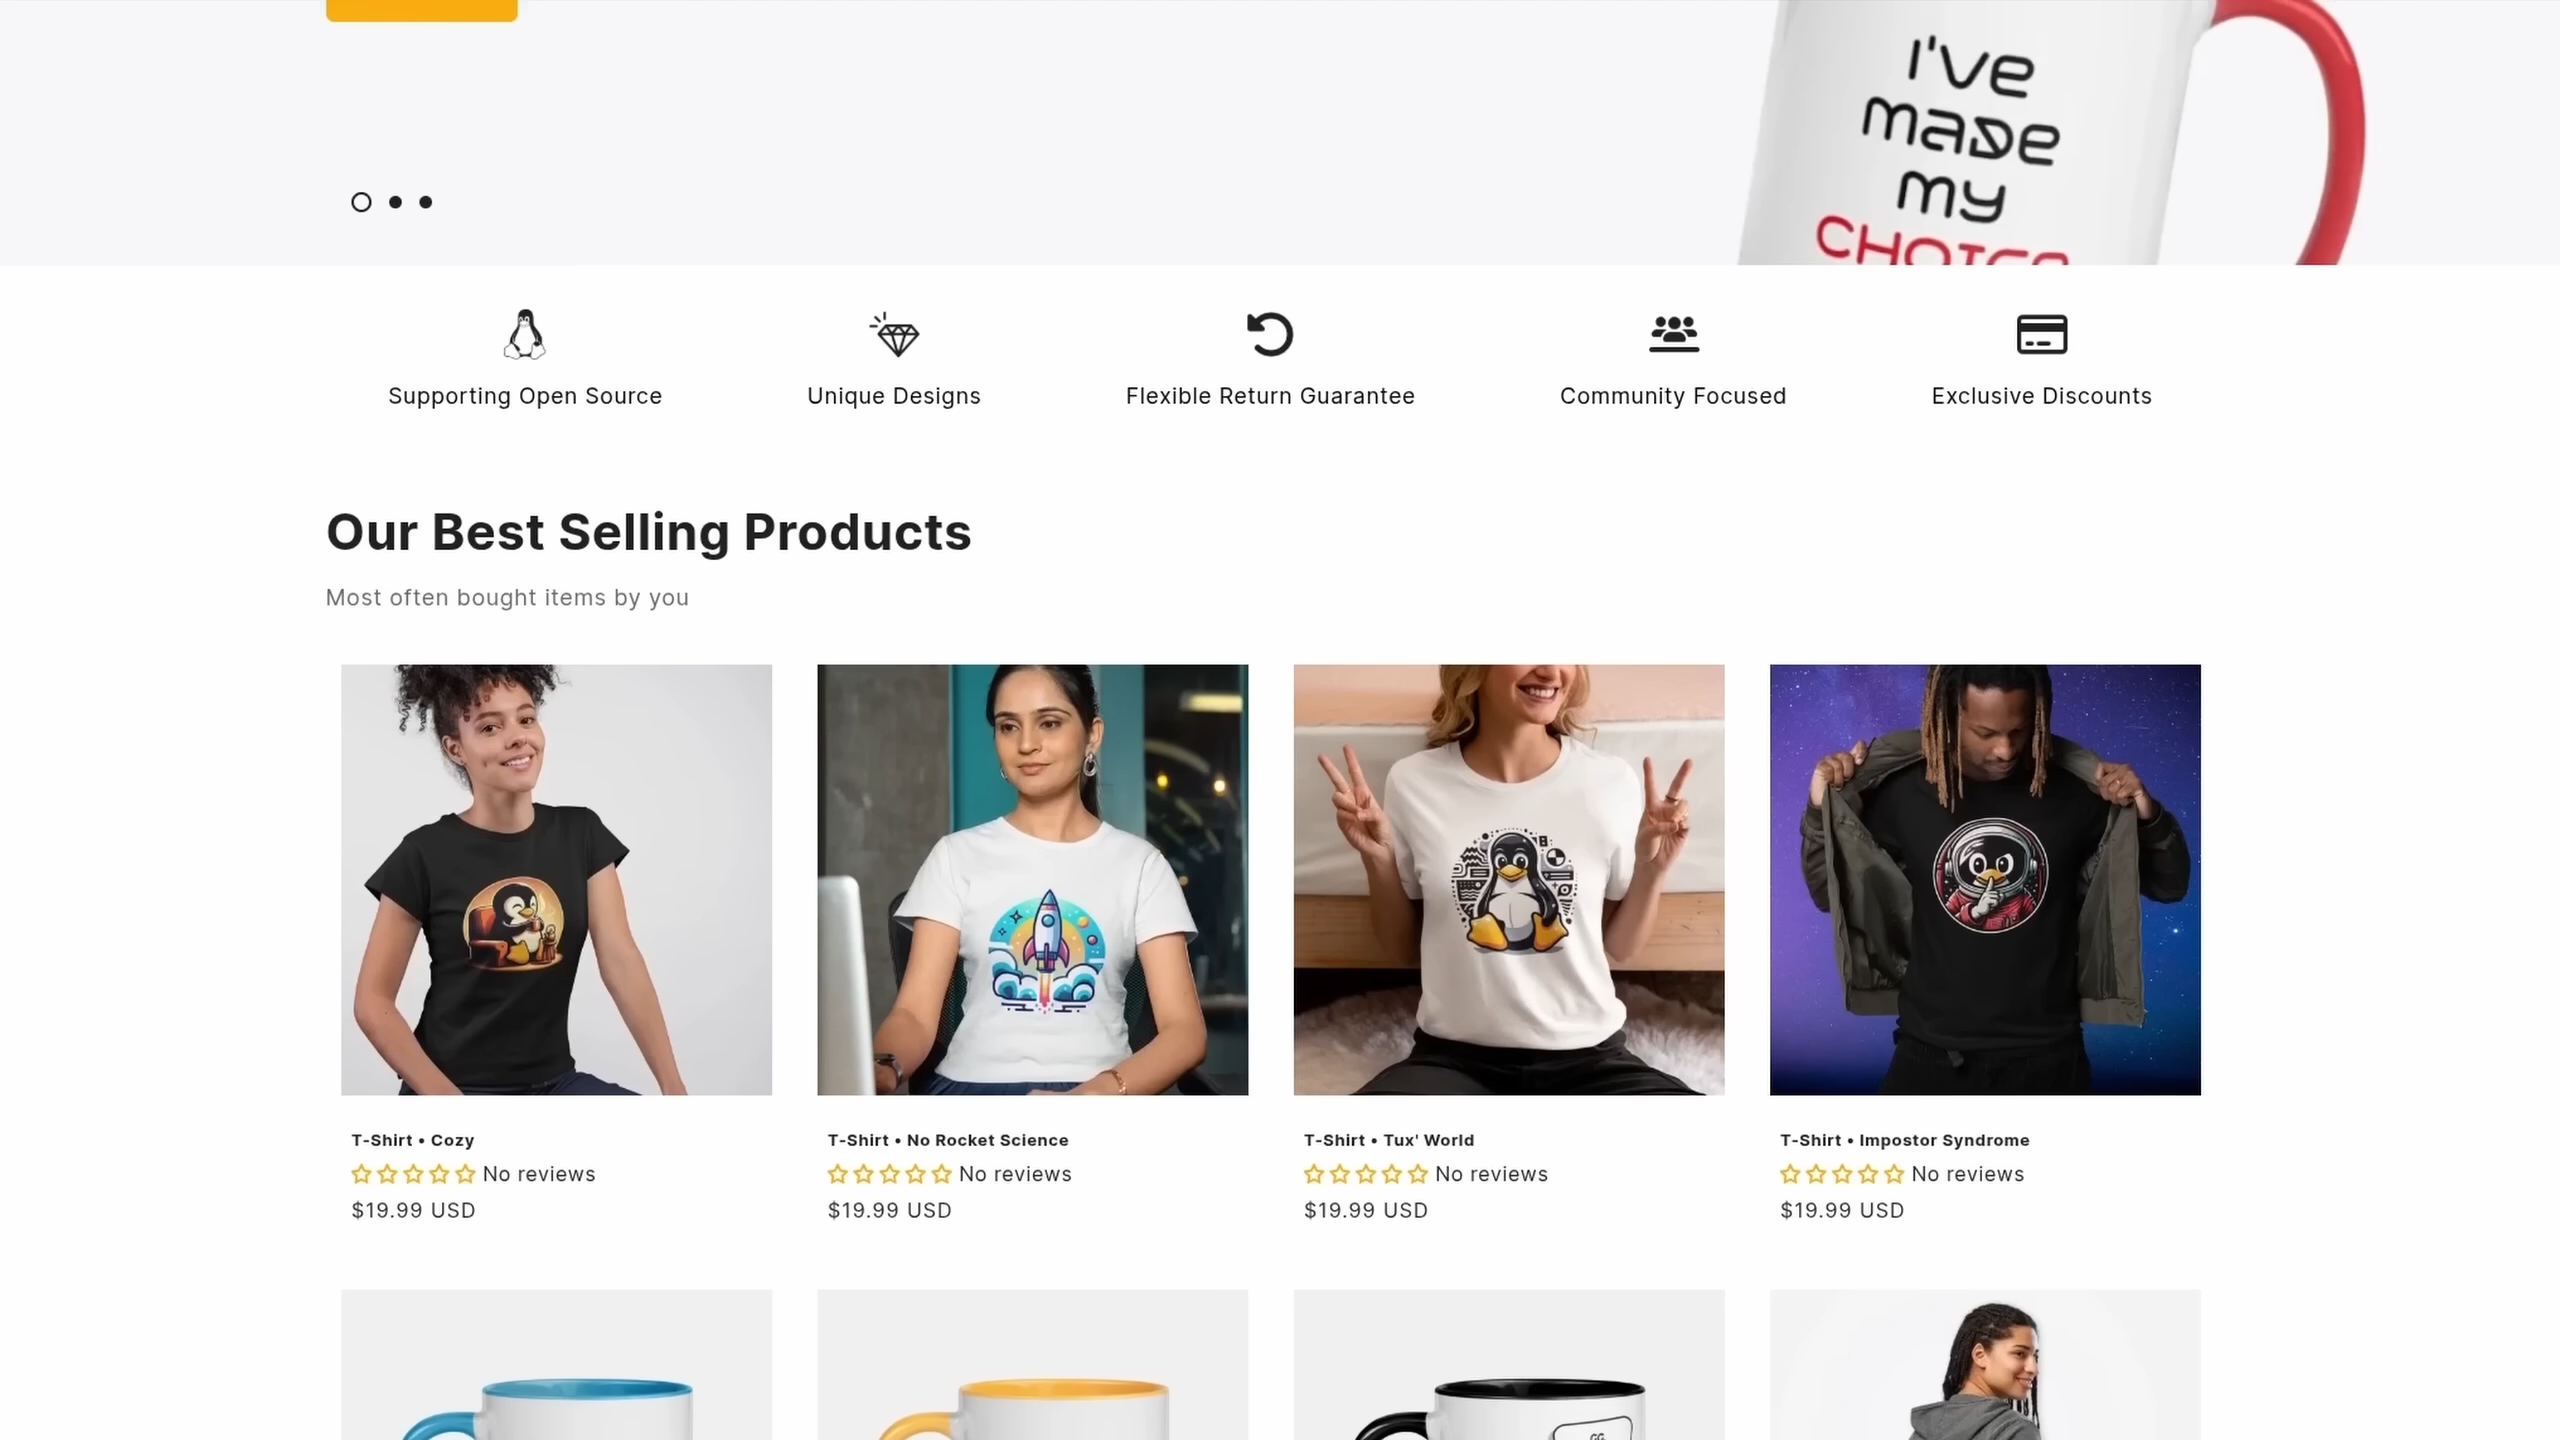 I've
made
my
Supporting Open Source
Unique Designs
Flexible Return Guarantee
Community Focused
Exclusive Discounts
Our Best Selling Products
Most often bought items by you
T-Shirt • Cozy
No reviews
$19.99 USD
T-Shirt • No Rocket Science
No reviews
$19.99 USD
T-Shirt • Tux' World
No reviews
$19.99 USD
T-Shirt • Impostor Syndrome
No reviews
$19.99 USD